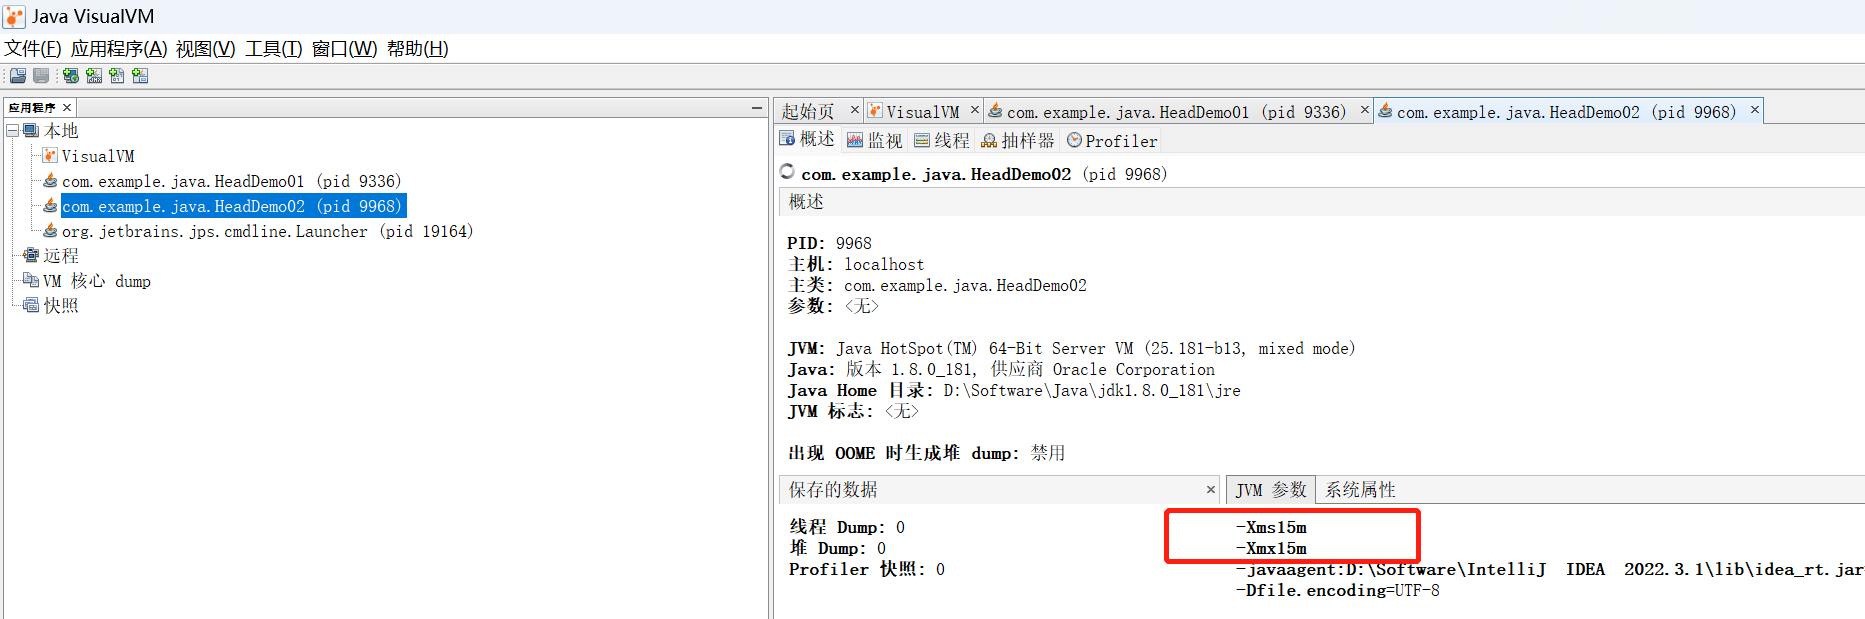 Java VisualVM
文件(F) 应用程序(A) 视图(V) 工具(T) 窗口(W) 帮助(H)
应用程序
本地
VisualVM
com.example.java.HeadDemo01 (pid 9336)
com.example.java.HeadDemo02 (pid 9968)
org.jetbrains.jps.cmdline.Launcher (pid 19164)
远程
VM 核心 dump
快照
起始页 VisualVM com.example.java.HeadDemo01 (pid 9336) com.example.java.HeadDemo02 (pid 9968)
概述 监视 线程 抽样器 Profiler
com.example.java.HeadDemo02 (pid 9968)
概述
PID: 9968
主机: localhost
主类: com.example.java.HeadDemo02
参数: <无>
JVM: Java HotSpot(TM) 64-Bit Server VM (25.181-b13, mixed mode)
Java: 版本 1.8.0_181, 供应商 Oracle Corporation
Java Home 目录: D:\Software\Java\jdk1.8.0_181\jre
JVM 标志: <无>
出现 OOME 时生成堆 dump: 禁用
保存的数据
线程 Dump: 0
堆 Dump: 0
Profiler 快照: 0
JVM 参数 系统属性
-Xms15m
-Xmx15m
-javaagent:D:\Software\IntelliJ IDEA 2022.3.1\lib\idea_rt.jar
-Dfile.encoding=UTF-8